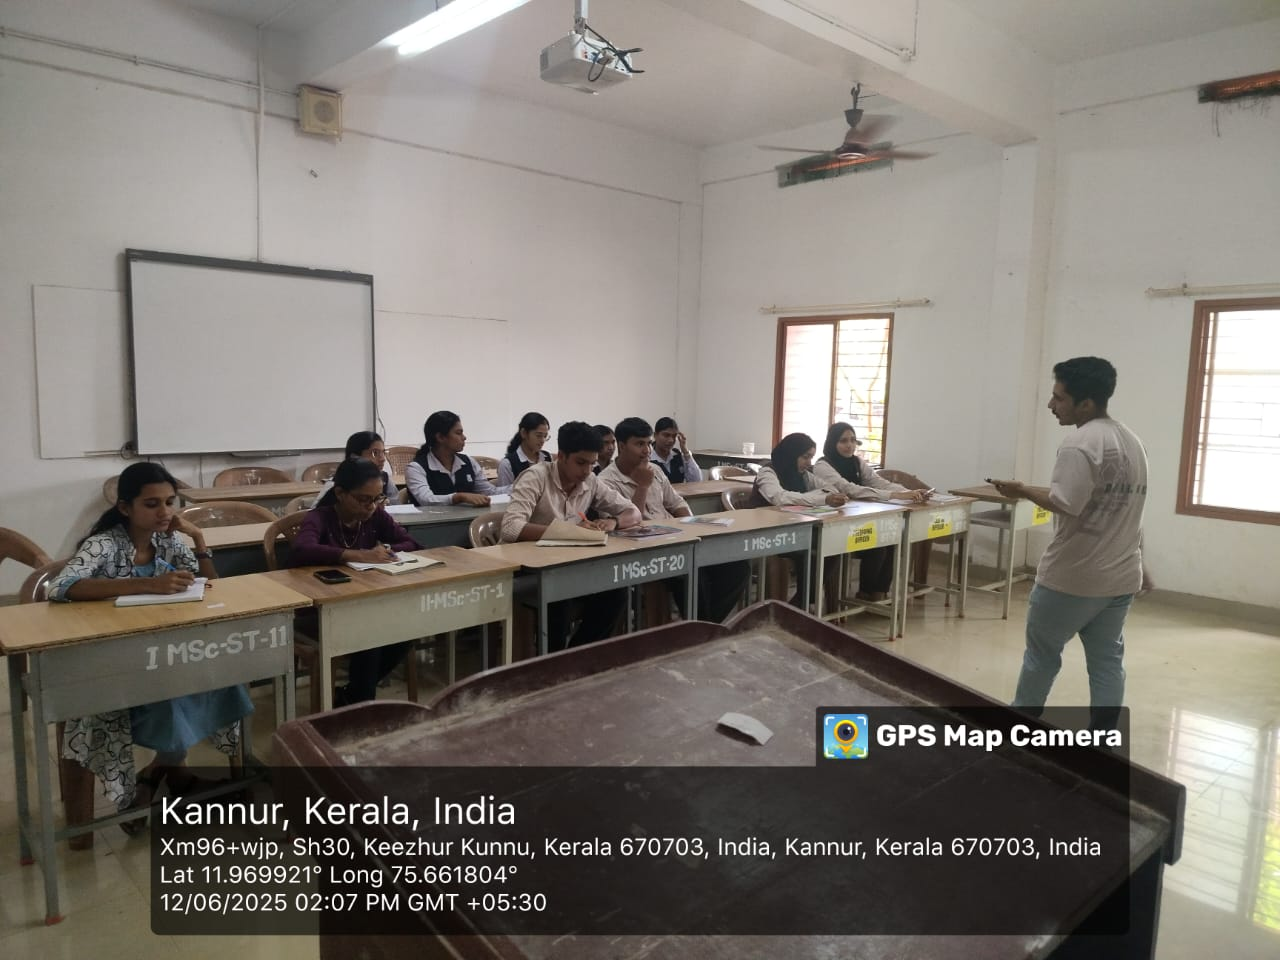 I MSc-ST-11
II-MSc-ST-1
I MSc-ST-20
I MSc-ST-1
GPS Map Camera
Kannur, Kerala, India
Xm96+wjp, Sh30, Keezhur Kunnu, Kerala 670703, India, Kannur, Kerala 670703, India
Lat 11.969921° Long 75.661804°
12/06/2025 02:07 PM GMT +05:30